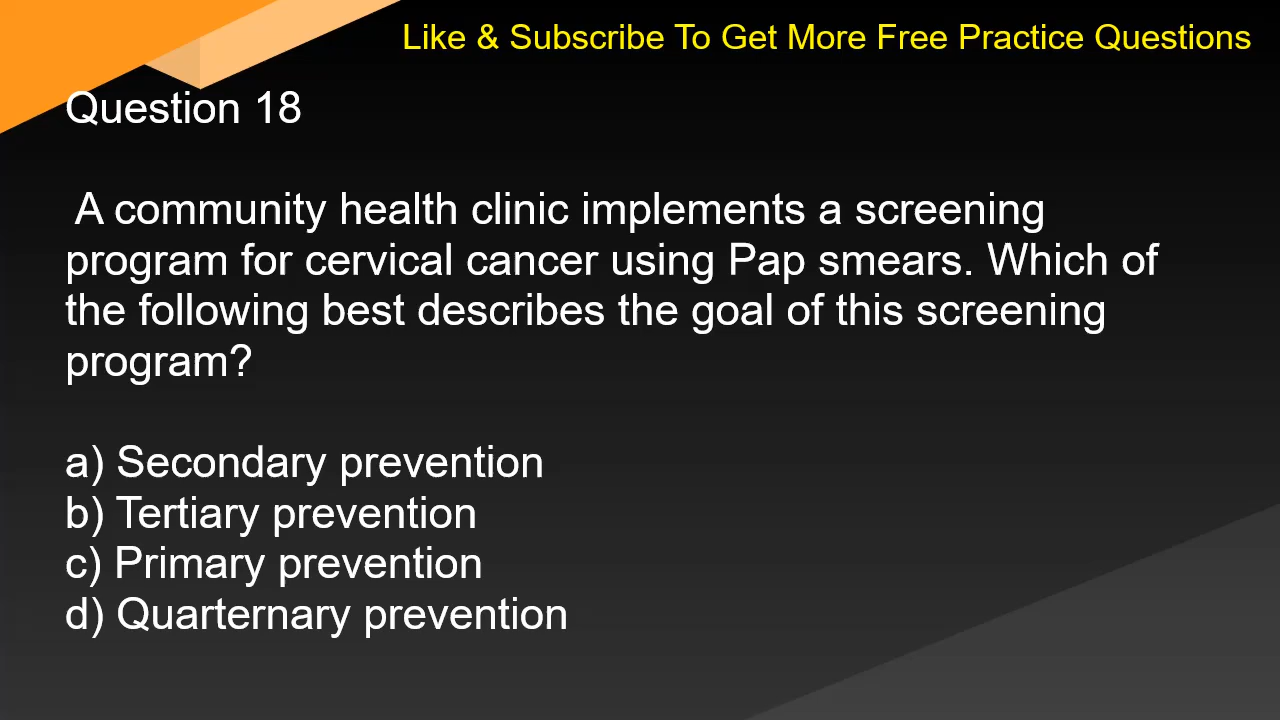 Like & Subscribe To Get More Free Practice Questions
Question 18
A community health clinic implements a screening
program for cervical cancer using Pap smears. Which of
the following best describes the goal of this screening
program?
a) Secondary prevention
b) Tertiary prevention
c) Primary prevention
d) Quarternary prevention